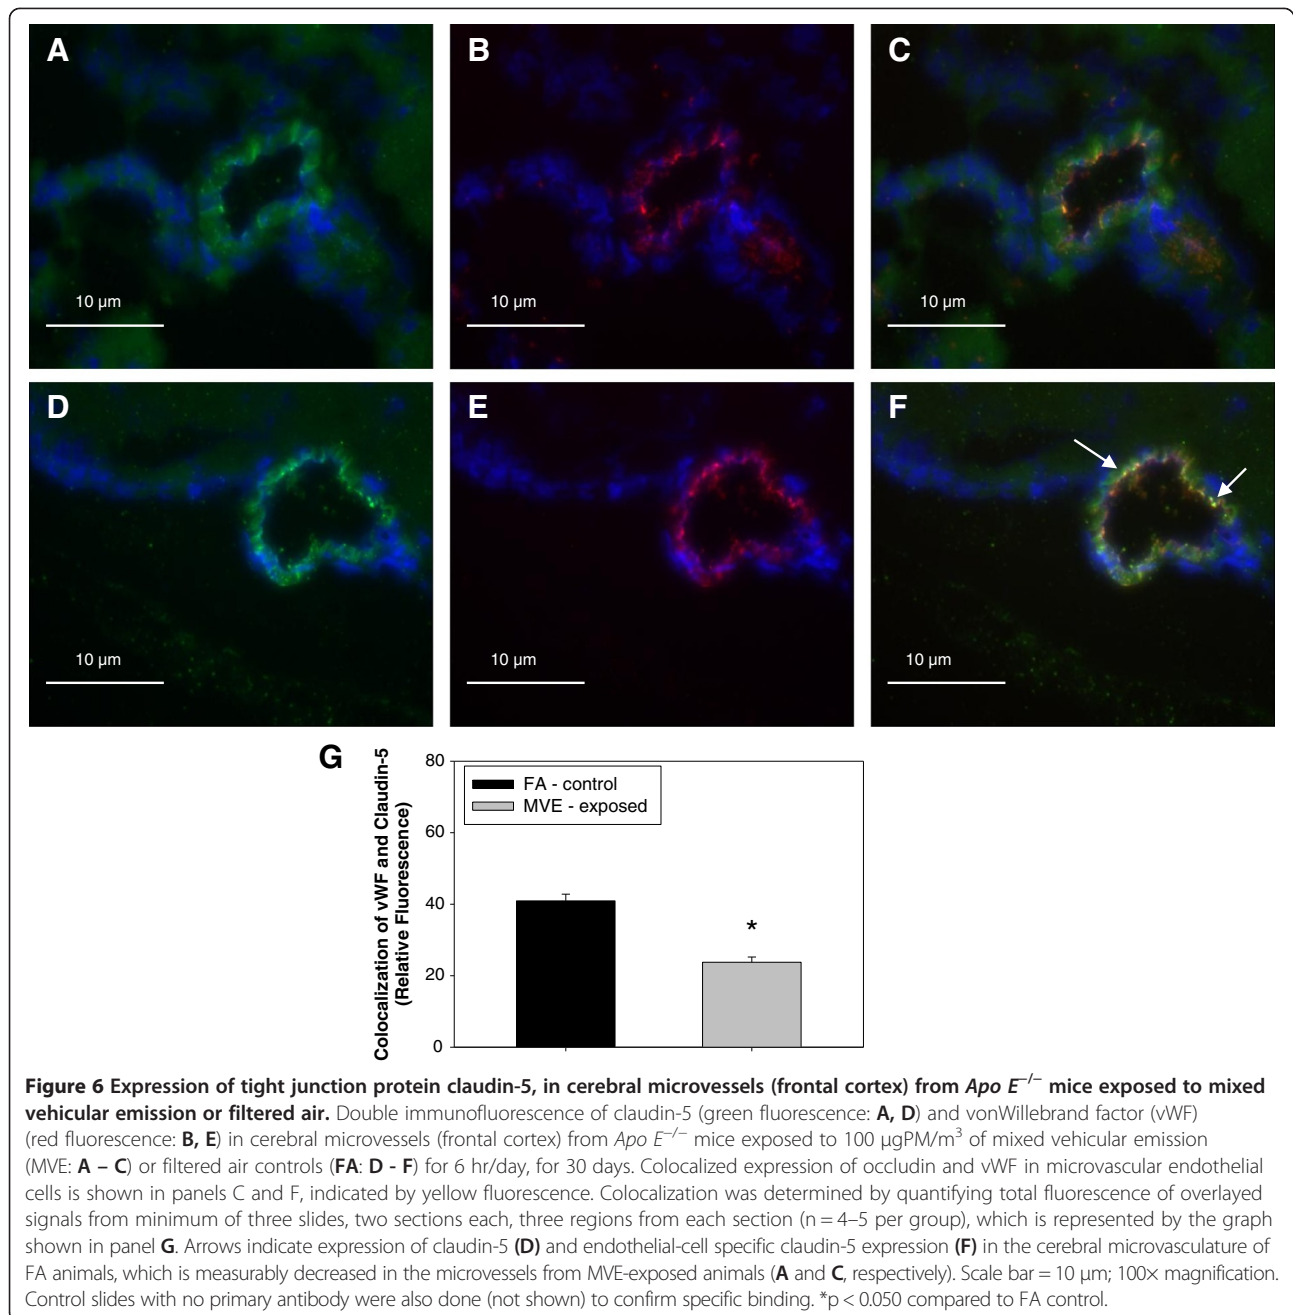 A
B
C
10 µm
10 µm
10 µm
D
E
F
10 µm
10 µm
10 µm
G
Colocalization of vWF and Claudin-5
(Relative Fluorescence)
80
60
40
20
0
FA - control
MVE - exposed
*
Figure 6 Expression of tight junction protein claudin-5, in cerebral microvessels (frontal cortex) from Apo E⁻/⁻ mice exposed to mixed
vehicular emission or filtered air. Double immunofluorescence of claudin-5 (green fluorescence: A, D) and vonWillebrand factor (vWF)
(red fluorescence: B, E) in cerebral microvessels (frontal cortex) from Apo E⁻/⁻ mice exposed to 100 µgPM/m³ of mixed vehicular emission
(MVE: A – C) or filtered air controls (FA: D - F) for 6 hr/day, for 30 days. Colocalized expression of occludin and vWF in microvascular endothelial
cells is shown in panels C and F, indicated by yellow fluorescence. Colocalization was determined by quantifying total fluorescence of overlayed
signals from minimum of three slides, two sections each, three regions from each section (n = 4–5 per group), which is represented by the graph
shown in panel G. Arrows indicate expression of claudin-5 (D) and endothelial-cell specific claudin-5 expression (F) in the cerebral microvasculature of
FA animals, which is measurably decreased in the microvessels from MVE-exposed animals (A and C, respectively). Scale bar = 10 µm; 100× magnification.
Control slides with no primary antibody were also done (not shown) to confirm specific binding. *p < 0.050 compared to FA control.